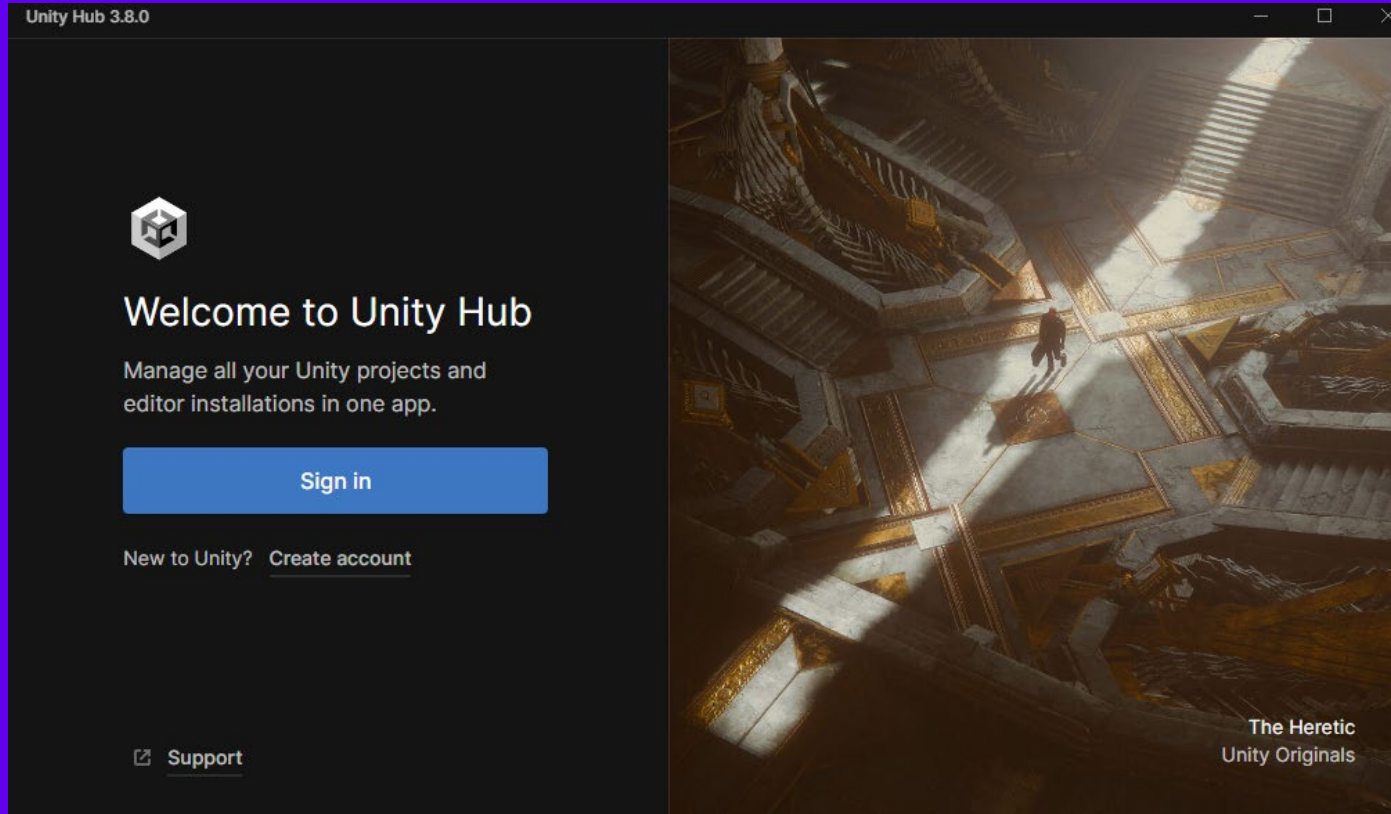 Unity Hub 3.8.0
Welcome to Unity Hub
Manage all your Unity projects and
editor installations in one app.
Sign in
New to Unity? Create account
Support
The Heretic
Unity Originals